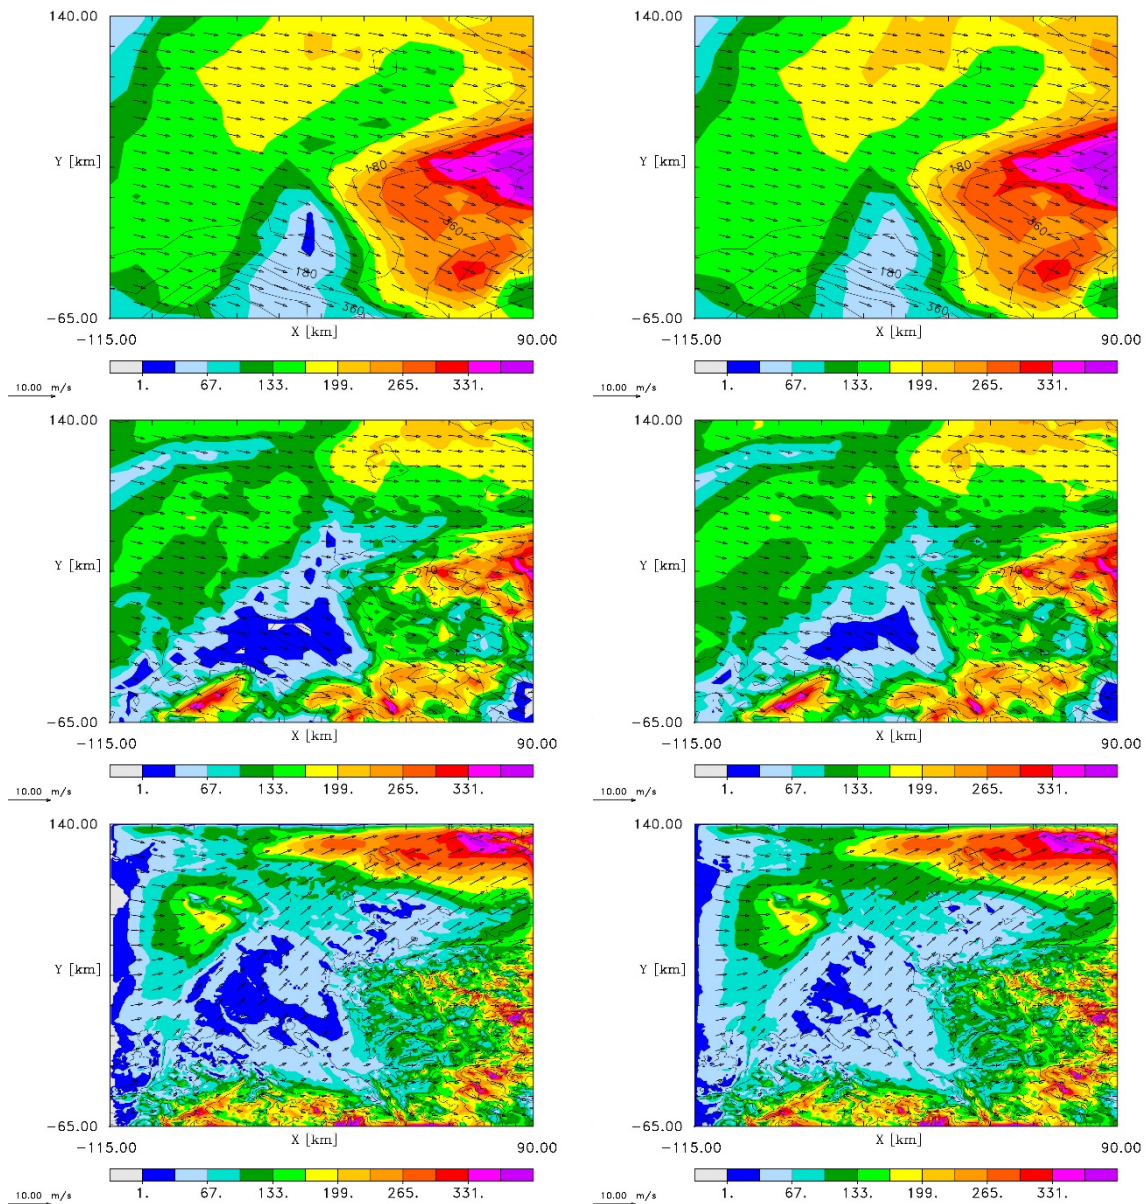 140.00 140.00
Y [km] 180 Y [km] 180
360 360
180 180
360 360
-65.00 -65.00
X [km] X [km]
-115.00 90.00 -115.00 90.00
1. 67. 133. 199. 265. 331. 1. 67. 133. 199. 265. 331.
10.00 m/s 10.00 m/s
140.00 140.00
Y [km] 270 Y [km] 270
-65.00 -65.00
X [km] X [km]
-115.00 90.00 -115.00 90.00
1. 67. 133. 199. 265. 331. 1. 67. 133. 199. 265. 331.
10.00 m/s 10.00 m/s
140.00 140.00
Y [km] Y [km]
-65.00 -65.00
X [km] X [km]
-115.00 90.00 -115.00 90.00
1. 67. 133. 199. 265. 331. 1. 67. 133. 199. 265. 331.
10.00 m/s 10.00 m/s